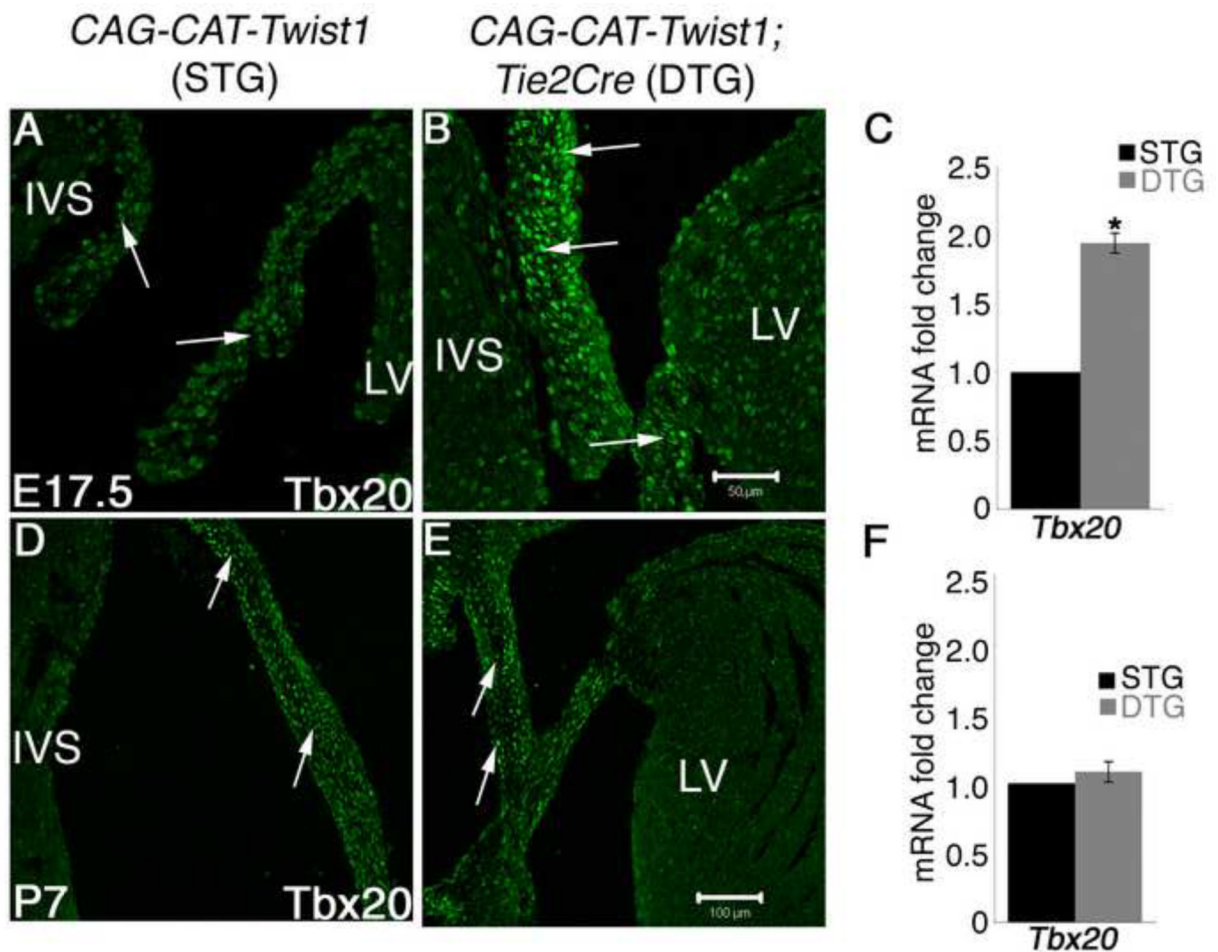 CAG-CAT-Twist1
(STG)
CAG-CAT-Twist1;
Tie2Cre (DTG)
A
IVS
LV
E17.5
Tbx20
B
IVS
LV
50 µm
C
STG
DTG
mRNA fold change
2.5
2.0
1.5
1.0
0.5
0
*
Tbx20
D
IVS
P7
Tbx20
E
LV
100 µm
F
STG
DTG
mRNA fold change
2.5
2.0
1.5
1.0
0.5
0
Tbx20